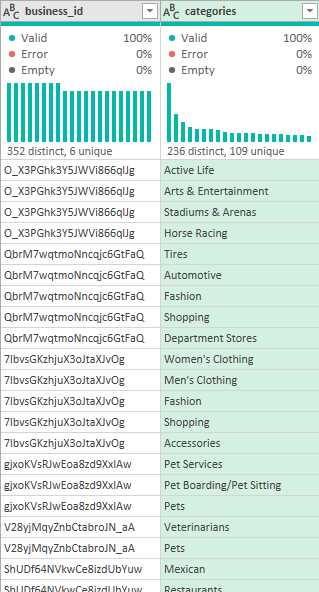 ABC business_id ABC categories
Valid 100% Valid 100%
Error 0% Error 0%
Empty 0% Empty 0%
352 distinct, 6 unique 236 distinct, 109 unique
O_X3PGhk3Y5JWVi866qlJg Active Life
O_X3PGhk3Y5JWVi866qlJg Arts & Entertainment
O_X3PGhk3Y5JWVi866qlJg Stadiums & Arenas
O_X3PGhk3Y5JWVi866qlJg Horse Racing
QbrM7wqtmoNncqjc6GtFaQ Tires
QbrM7wqtmoNncqjc6GtFaQ Automotive
QbrM7wqtmoNncqjc6GtFaQ Fashion
QbrM7wqtmoNncqjc6GtFaQ Shopping
QbrM7wqtmoNncqjc6GtFaQ Department Stores
7lbvsGKzhjuX3oJtaXJvOg Women's Clothing
7lbvsGKzhjuX3oJtaXJvOg Men's Clothing
7lbvsGKzhjuX3oJtaXJvOg Fashion
7lbvsGKzhjuX3oJtaXJvOg Shopping
7lbvsGKzhjuX3oJtaXJvOg Accessories
gjxoKVsRJwEoa8zd9XxlAw Pet Services
gjxoKVsRJwEoa8zd9XxlAw Pet Boarding/Pet Sitting
gjxoKVsRJwEoa8zd9XxlAw Pets
V28yjMqyZnbCtabroJN_aA Veterinarians
V28yjMqyZnbCtabroJN_aA Pets
ShUDf64NVkwCe8izdUbYuw Mexican
ShUDf64NVkwCe8izdUbYuw Restaurants